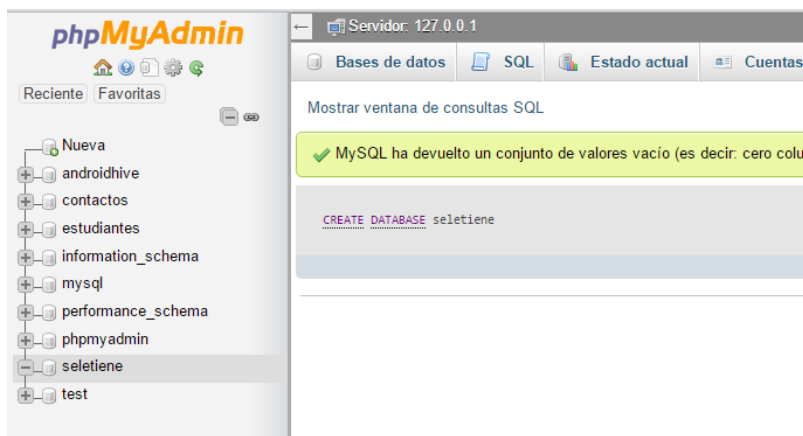 phpMyAdmin
Reciente Favoritas
Nueva
androidhive
contactos
estudiantes
information_schema
mysql
performance_schema
phpmyadmin
seletiene
test
Servidor: 127.0.0.1
Bases de datos SQL Estado actual Cuentas
Mostrar ventana de consultas SQL
MySQL ha devuelto un conjunto de valores vacío (es decir: cero colu
CREATE DATABASE seletiene